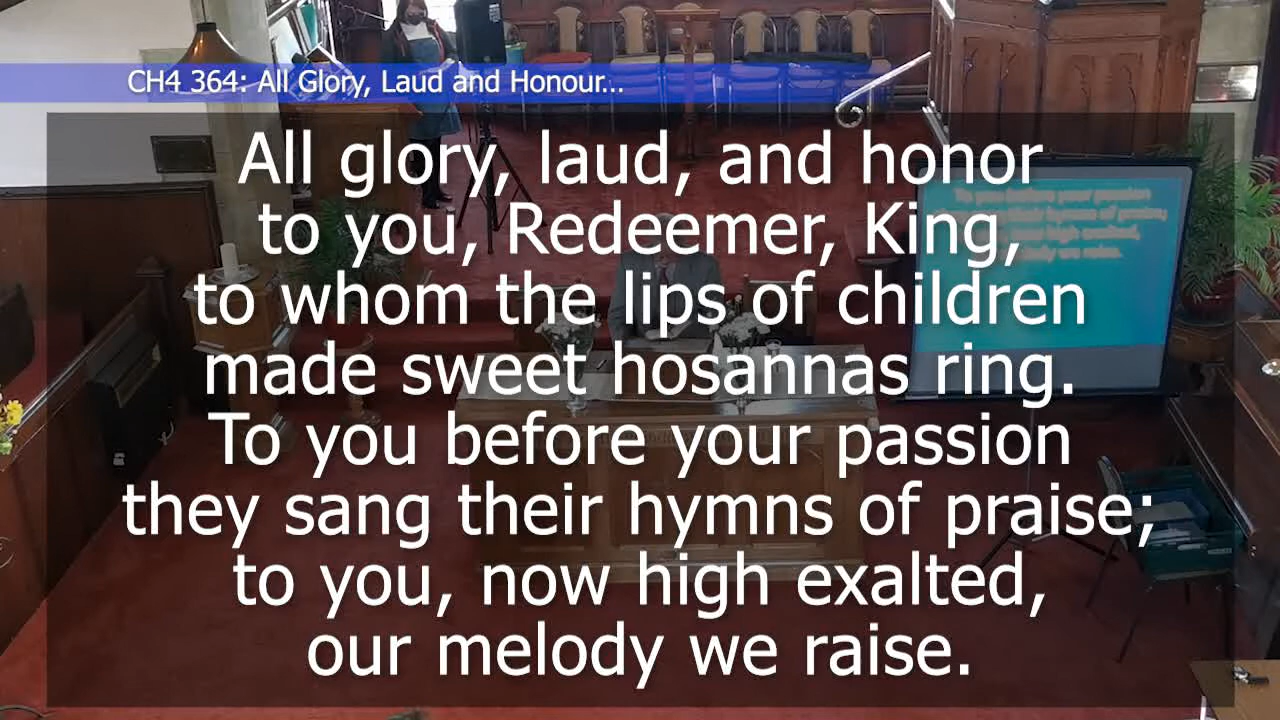 CH4 364: All Glory, Laud and Honour...
All glory, laud, and honor
to you, Redeemer, King,
to whom the lips of children
made sweet hosannas ring.
To you before your passion
they sang their hymns of praise;
to you, now high exalted,
our melody we raise.